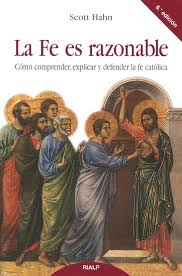 Scott Hahn
La Fe es razonable
Cómo comprender, explicar y defender la fe católica
6.ª edición
RIALP